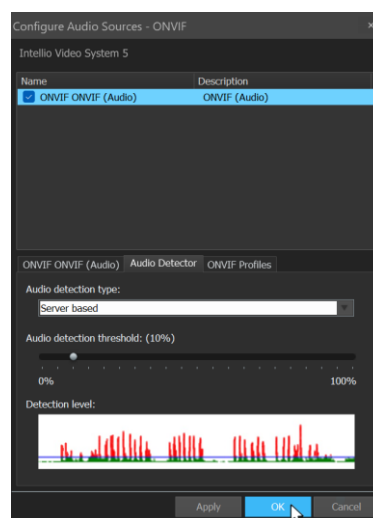 Configure Audio Sources - ONVIF
Intellio Video System 5
Name Description
ONVIF ONVIF (Audio) ONVIF (Audio)
ONVIF ONVIF (Audio) Audio Detector ONVIF Profiles
Audio detection type:
Server based
Audio detection threshold: (10%)
0% 100%
Detection level:
Apply OK Cancel